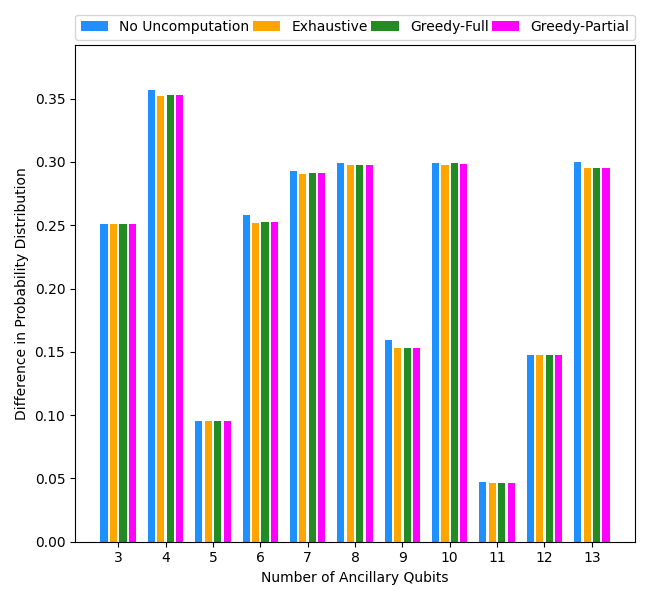 No Uncomputation Exhaustive Greedy-Full Greedy-Partial
0.35
0.30
0.25
0.20
0.15
0.10
0.05
0.00
Difference in Probability Distribution
3 4 5 6 7 8 9 10 11 12 13
Number of Ancillary Qubits